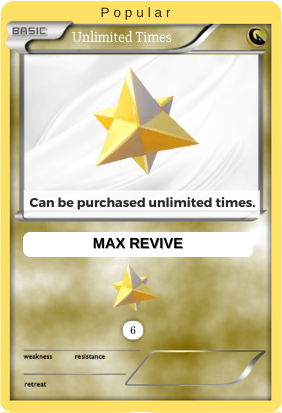 Popular
BASIC
Unlimited Times
Can be purchased unlimited times.
MAX REVIVE
6
weakness resistance
retreat